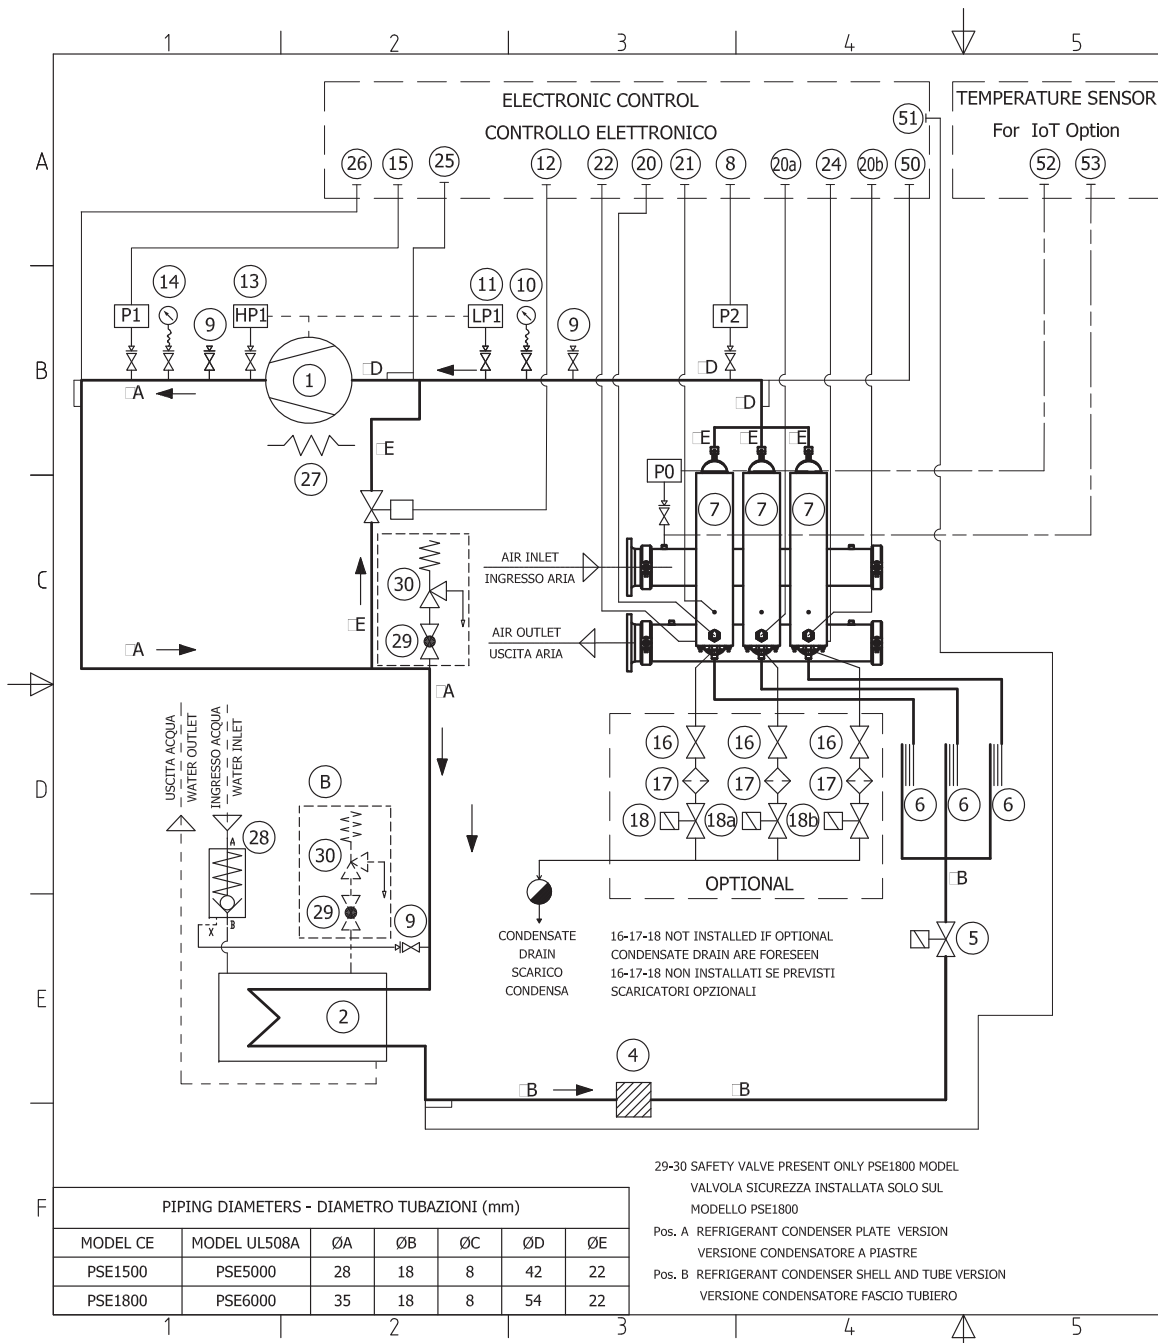 1 2 3 4 5
ELECTRONIC CONTROL
CONTROLLO ELETTRONICO
51
TEMPERATURE SENSOR
For IoT Option
A
26 15 25 12 22 20 21 8 20a 24 20b 50 52 53
14 13 11 10
P1 9 HP1 LP1 9 P2
B
1
□A □D □D
□D
□E □E □E □E
27
P0
7 7 7
C
AIR INLET
INGRESSO ARIA
30
□E
29
AIR OUTLET
USCITA ARIA
□A
□A
USCITA ACQUA
WATER OUTLET
INGRESSO ACQUA
WATER INLET
D
B
16 16 16
17 17 17
18 18a 18b
6 6 6
28
A
30
OPTIONAL
□B
29
X B
9
CONDENSATE
DRAIN
SCARICO
CONDENSA
16-17-18 NOT INSTALLED IF OPTIONAL
CONDENSATE DRAIN ARE FORESEEN
16-17-18 NON INSTALLATI SE PREVISTI
SCARICATORI OPZIONALI
5
E
2
4
□B □B
F
29-30 SAFETY VALVE PRESENT ONLY PSE1800 MODEL
VALVOLA SICUREZZA INSTALLATA SOLO SUL
MODELLO PSE1800
Pos. A REFRIGERANT CONDENSER PLATE VERSION
VERSIONE CONDENSATORE A PIASTRE
Pos. B REFRIGERANT CONDENSER SHELL AND TUBE VERSION
VERSIONE CONDENSATORE FASCIO TUBIERO
PIPING DIAMETERS - DIAMETRO TUBAZIONI (mm)
MODEL CE MODEL UL508A ØA ØB ØC ØD ØE
PSE1500 PSE5000 28 18 8 42 22
PSE1800 PSE6000 35 18 8 54 22
1 2 3 4 5